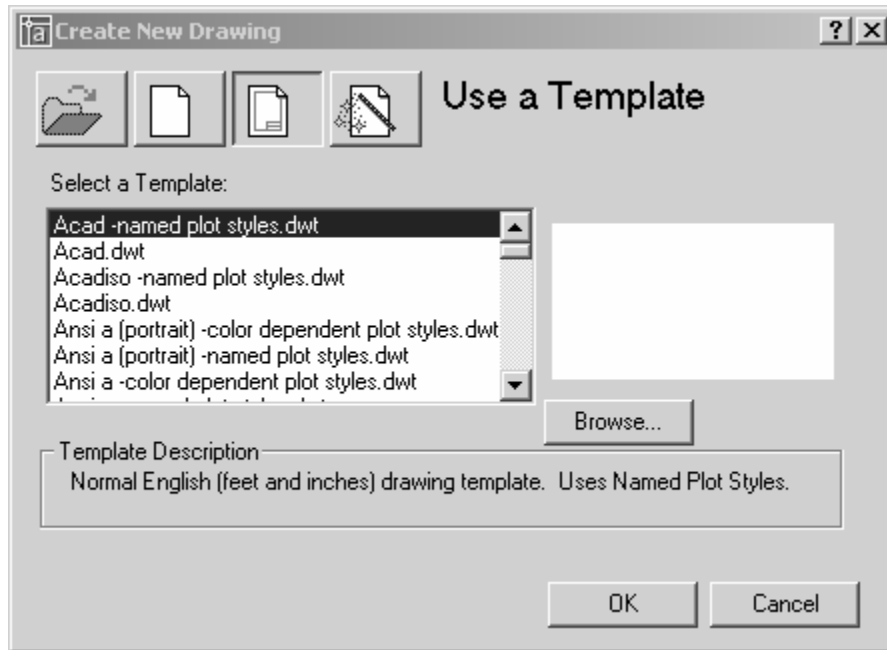 Create New Drawing
Use a Template
Select a Template:
Acad -named plot styles.dwt
Acad.dwt
Acadiso -named plot styles.dwt
Acadiso.dwt
Ansi a (portrait) -color dependent plot styles.dwt
Ansi a (portrait) -named plot styles.dwt
Ansi a -color dependent plot styles.dwt
Browse...
Template Description
Normal English (feet and inches) drawing template. Uses Named Plot Styles.
OK
Cancel